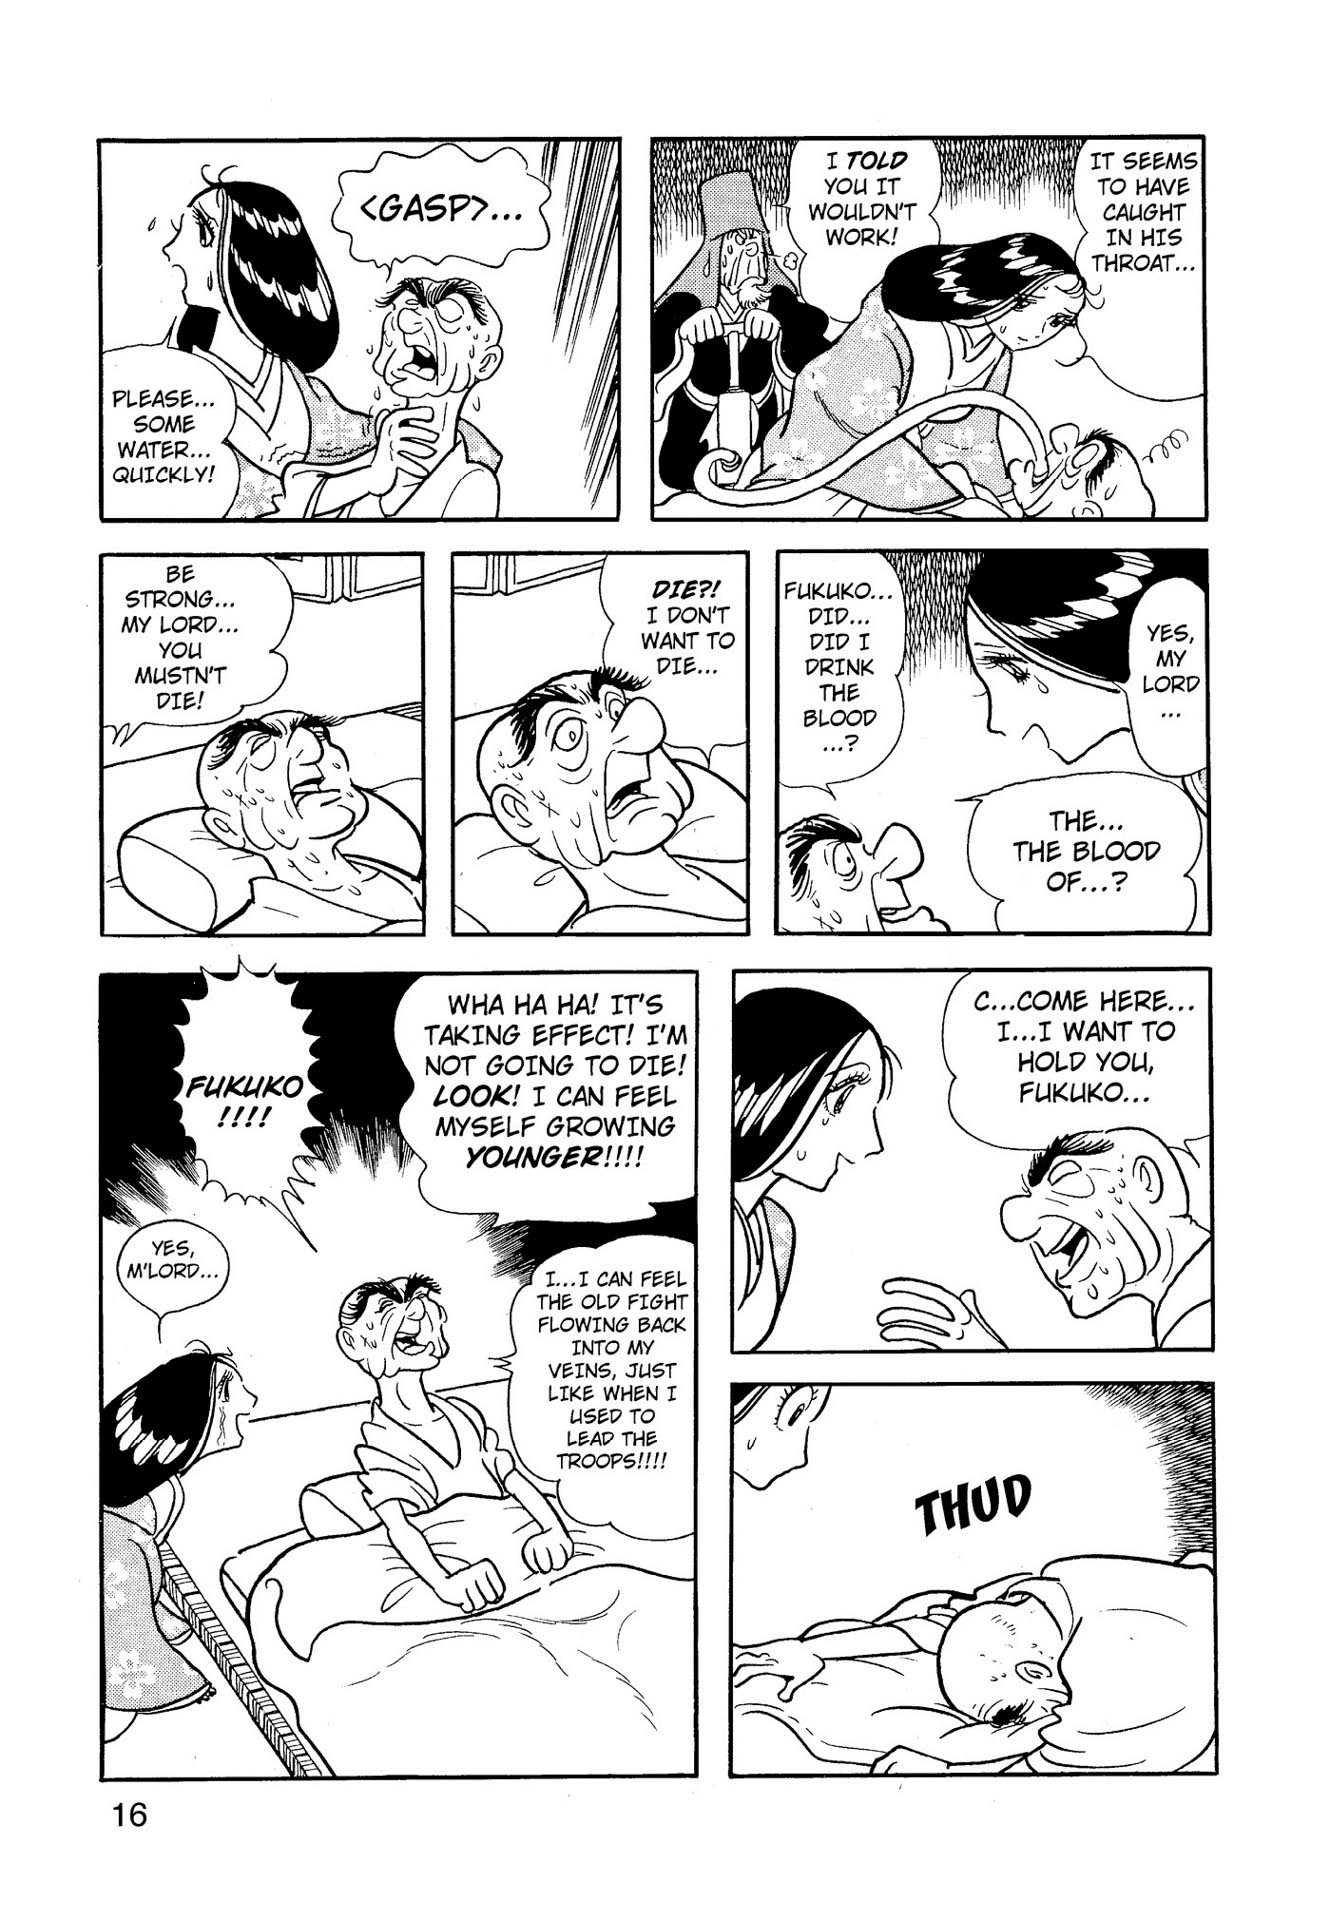 <GASP>...
PLEASE...
SOME
WATER...
QUICKLY!
I TOLD
YOU IT
WOULDN'T
WORK!
IT SEEMS
TO HAVE
CAUGHT
IN HIS
THROAT...
BE
STRONG...
MY LORD...
YOU
MUSTN'T
DIE!
DIE?!
I DON'T
WANT TO
DIE...
FUKUKO...
DID...
DID I
DRINK
THE
BLOOD
...?
YES,
MY
LORD
...
THE...
THE BLOOD
OF...?
FUKUKO
!!!!
WHA HA HA! IT'S
TAKING EFFECT! I'M
NOT GOING TO DIE!
LOOK! I CAN FEEL
MYSELF GROWING
YOUNGER!!!!
YES,
M'LORD...
I...I CAN FEEL
THE OLD FIGHT
FLOWING BACK
INTO MY
VEINS, JUST
LIKE WHEN I
USED TO
LEAD THE
TROOPS!!!!
C...COME HERE...
I...I WANT TO
HOLD YOU,
FUKUKO...
THUD
16